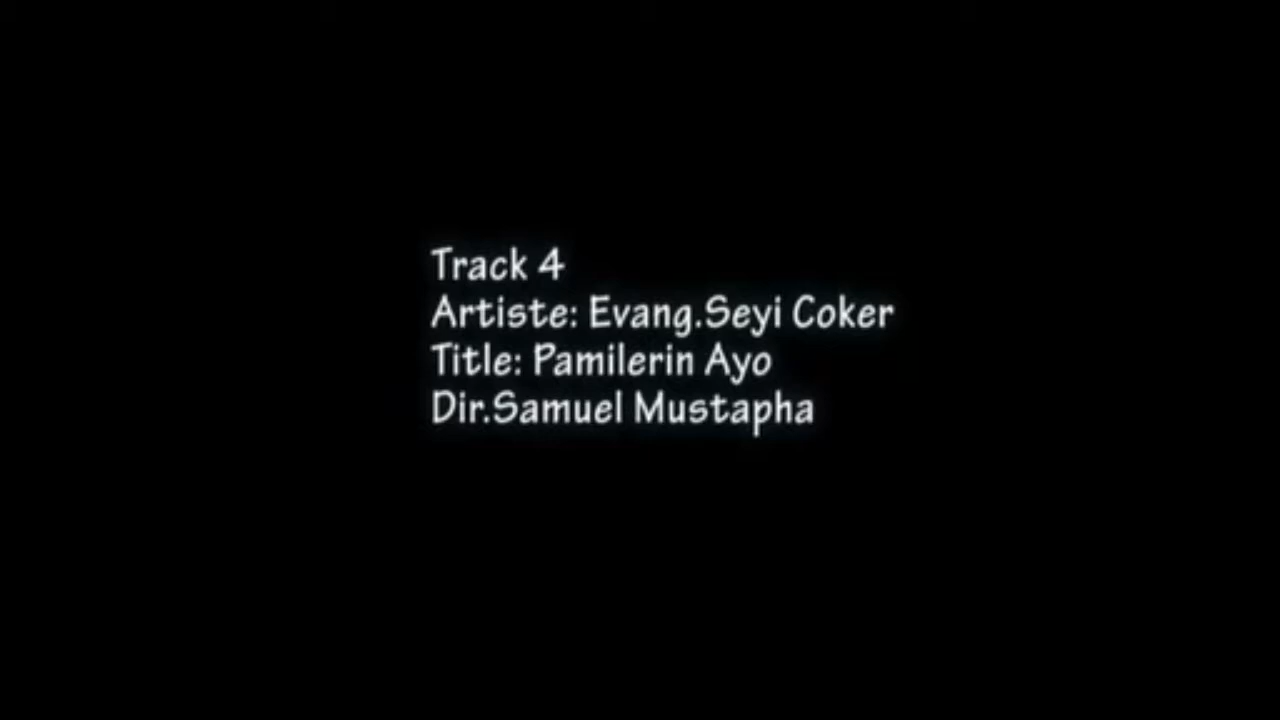 Track 4
Artiste: Evang.Seyi Coker
Title: Pamilerin Ayo
Dir.Samuel Mustapha